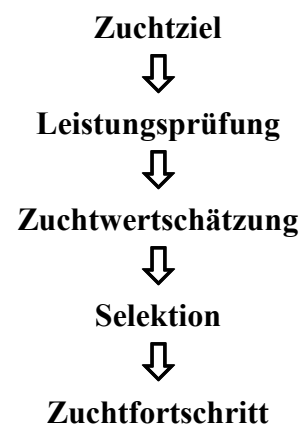 Zuchtziel
Leistungsprüfung
Zuchtwertschätzung
Selektion
Zuchtfortschritt